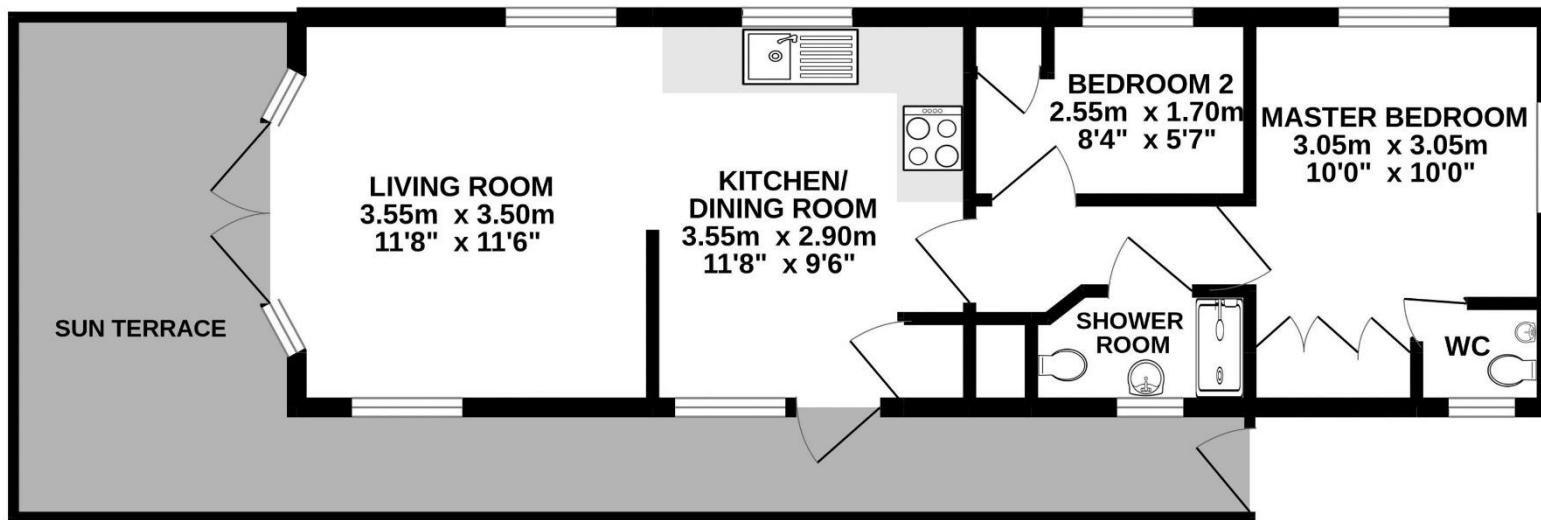 SUN TERRACE
LIVING ROOM
3.55m x 3.50m
11'8" x 11'6"
KITCHEN/
DINING ROOM
3.55m x 2.90m
11'8" x 9'6"
BEDROOM 2
2.55m x 1.70m
8'4" x 5'7"
MASTER BEDROOM
3.05m x 3.05m
10'0" x 10'0"
SHOWER
ROOM
WC